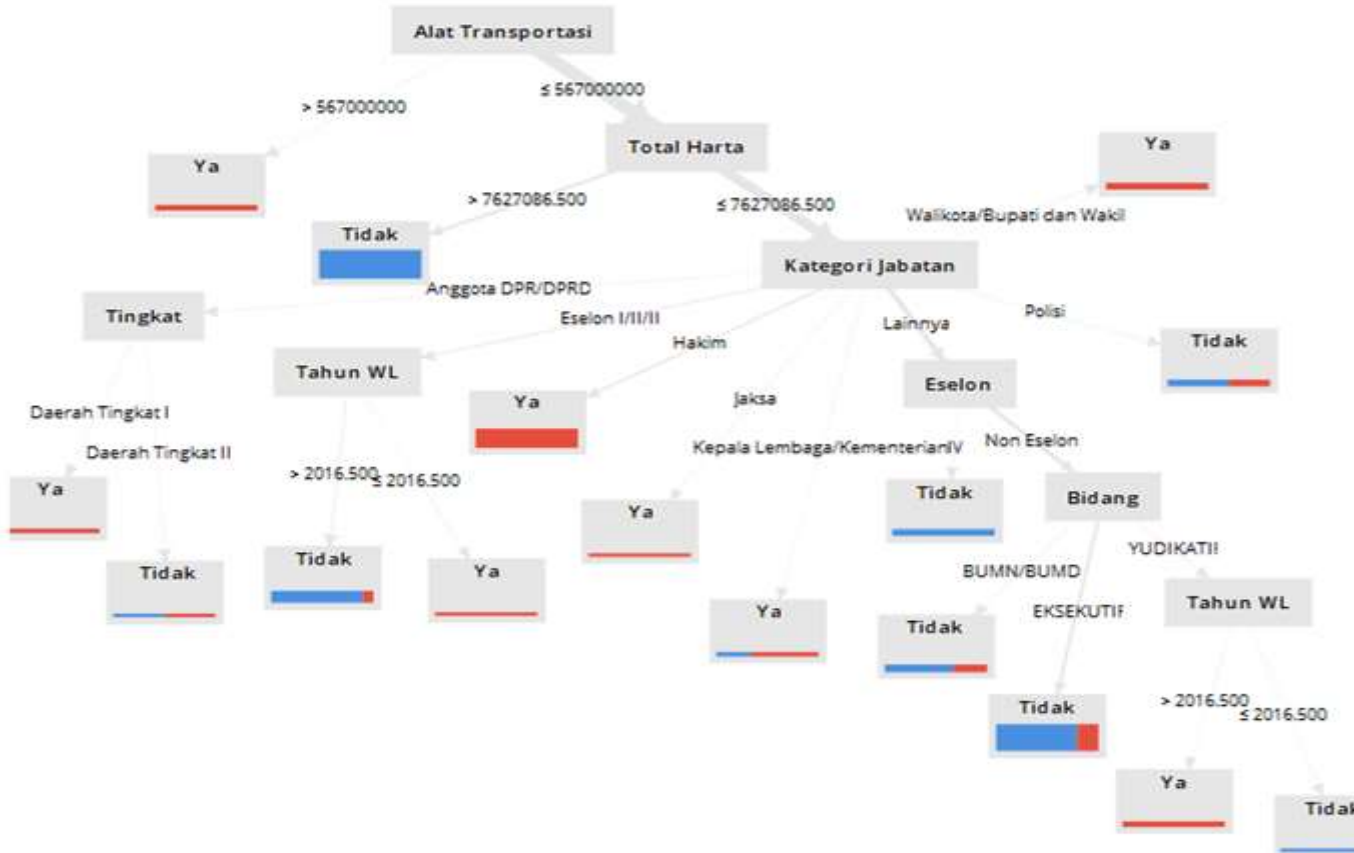 Alat Transportasi
> 567000000
≤ 567000000
Total Harta
Ya
Ya
> 7627086.500
≤ 7627086.500
Walikota/Bupati dan Wakil
Tidak
Kategori Jabatan
Anggota DPR/DPRD
Tingkat
Eselon I/II/II
Hakim
Lainnya
Polisi
Tidak
Tahun WL
Eselon
Ya
Jaksa
Daerah Tingkat I
Daerah Tingkat II
> 2016.500
≤ 2016.500
Kepala Lembaga/Kementerian
IV
Non Eselon
Ya
Tidak
Bidang
Ya
Tidak
Tidak
Ya
YUDIKATIF
BUMN/BUMD
EKSEKUTIF
Tahun WL
Ya
Tidak
> 2016.500
≤ 2016.500
Tidak
Ya
Tidak